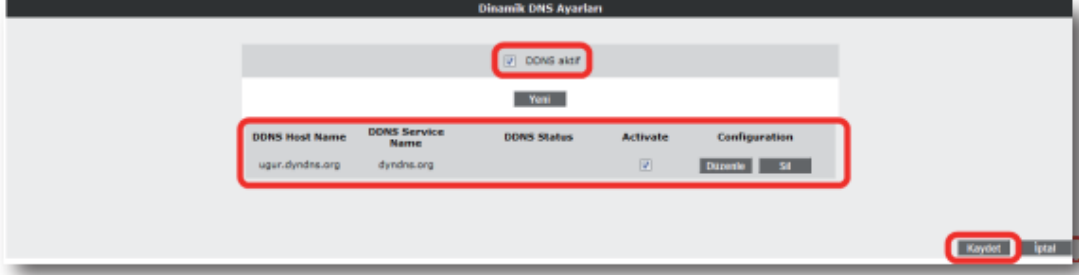 Dinamik DNS Ayarları
DDNS aktif
Yeni
DDNS Host Name DDNS Service Name DDNS Status Activate Configuration
ugur.dyndns.org dyndns.org Düzenle Sil
Kaydet İptal